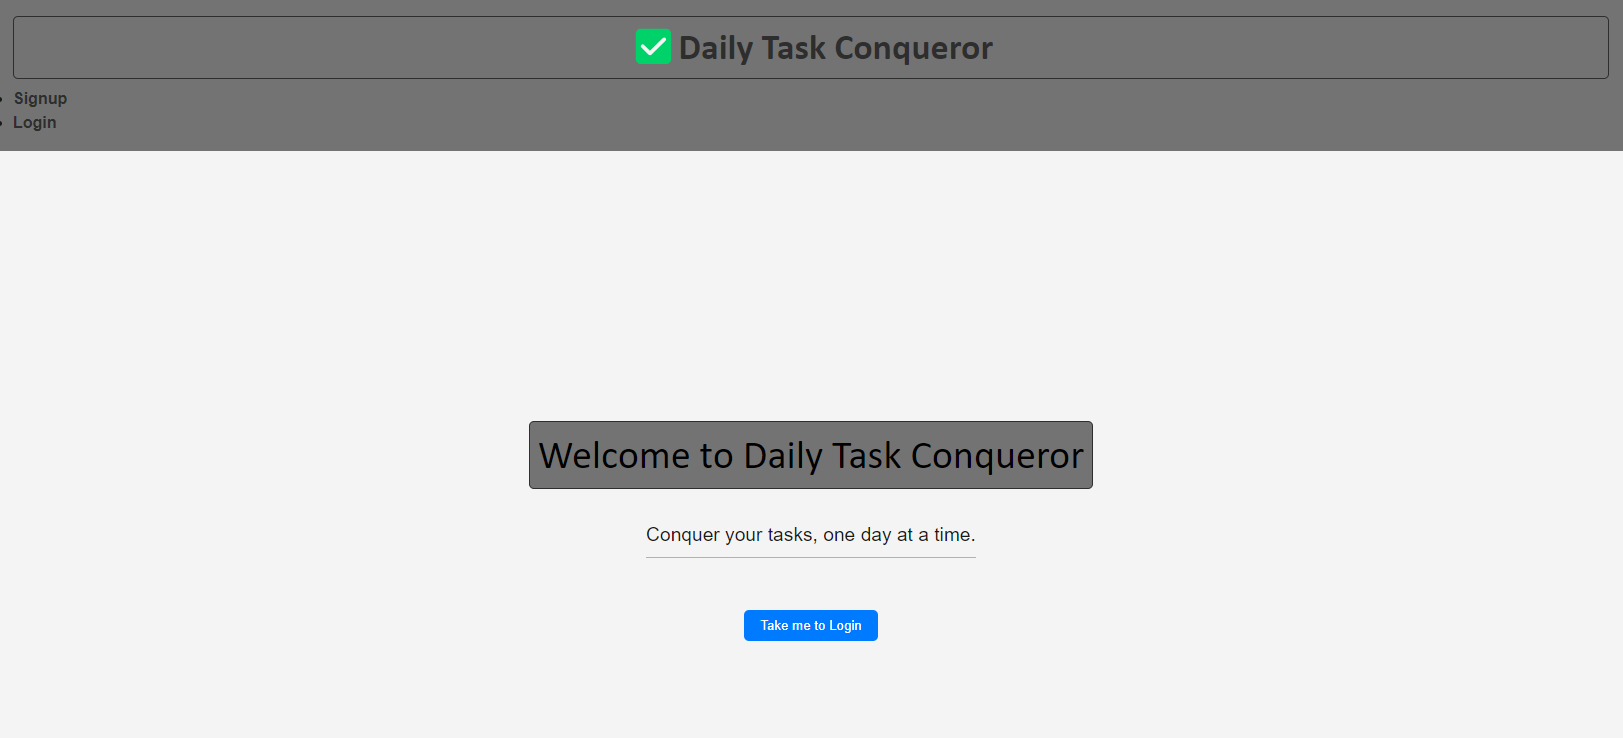 Daily Task Conqueror
Signup
Login
Welcome to Daily Task Conqueror
Conquer your tasks, one day at a time.
Take me to Login